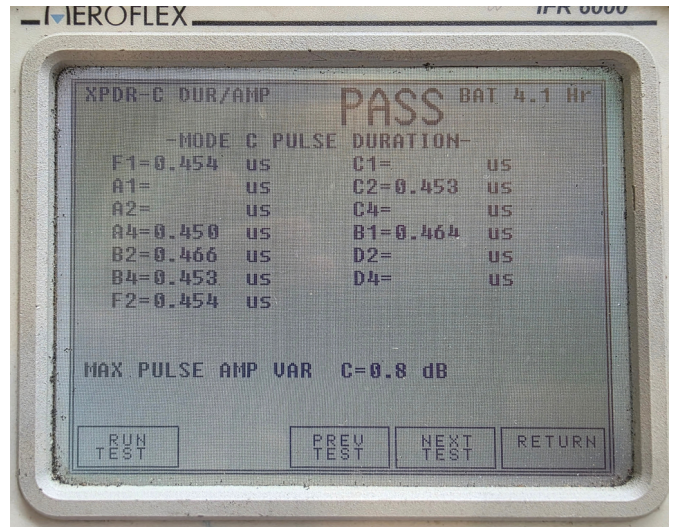 AEROFLEX IFR 6000
XPDR-C DUR/AMP PASS BAT 4.1 Hr
-MODE C PULSE DURATION-
F1=0.454 us C1= us
A1= us C2=0.453 us
A2= us C4= us
A4=0.450 us B1=0.464 us
B2=0.466 us D2= us
B4=0.453 us D4= us
F2=0.454 us
MAX PULSE AMP VAR C=0.8 dB
RUN TEST PREV TEST NEXT TEST RETURN